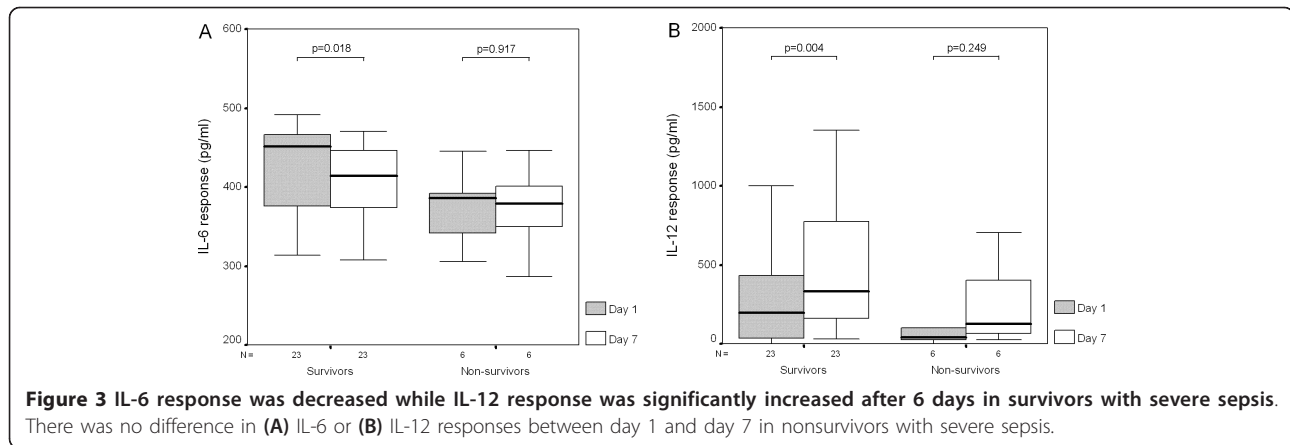 A
600
500
400
300
200
IL-6 response (pg/ml)
p=0.018
p=0.917
N =
23
23
6
6
Survivors
Non-survivors
Day 1
Day 7
B
2000
1500
1000
500
0
IL-12 response (pg/ml)
p=0.004
p=0.249
N =
23
23
6
6
Survivors
Non-survivors
Day 1
Day 7
Figure 3 IL-6 response was decreased while IL-12 response was significantly increased after 6 days in survivors with severe sepsis.
There was no difference in (A) IL-6 or (B) IL-12 responses between day 1 and day 7 in nonsurvivors with severe sepsis.